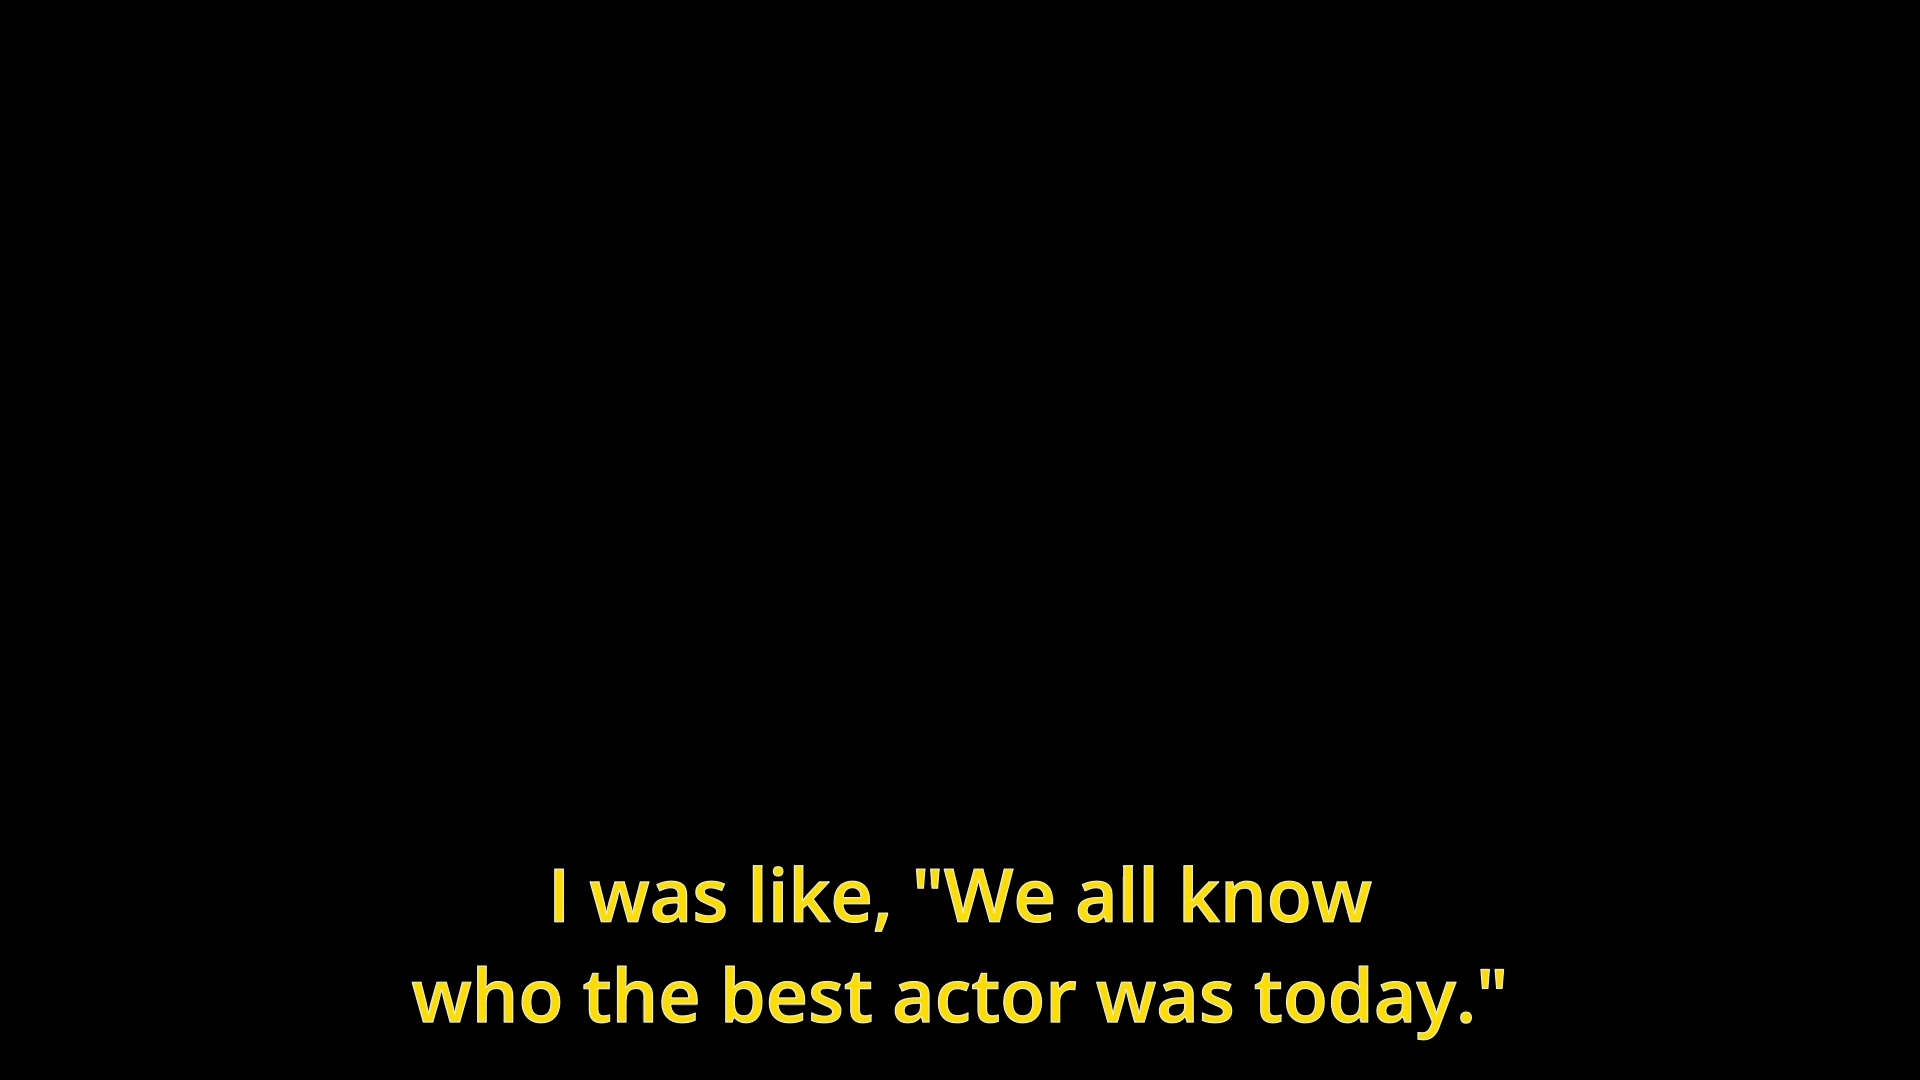 I was like, "We all know
who the best actor was today."